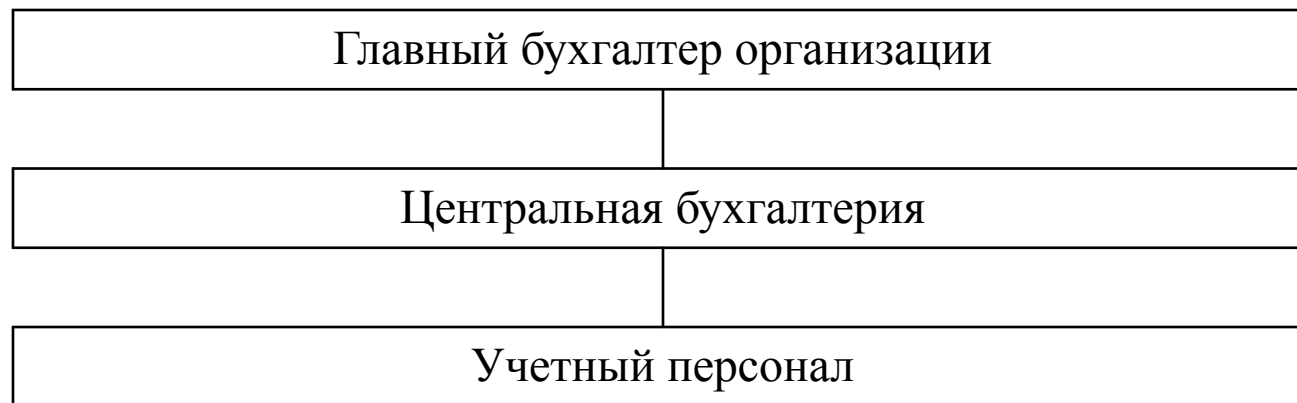 Главный бухгалтер организации
Центральная бухгалтерия
Учетный персонал